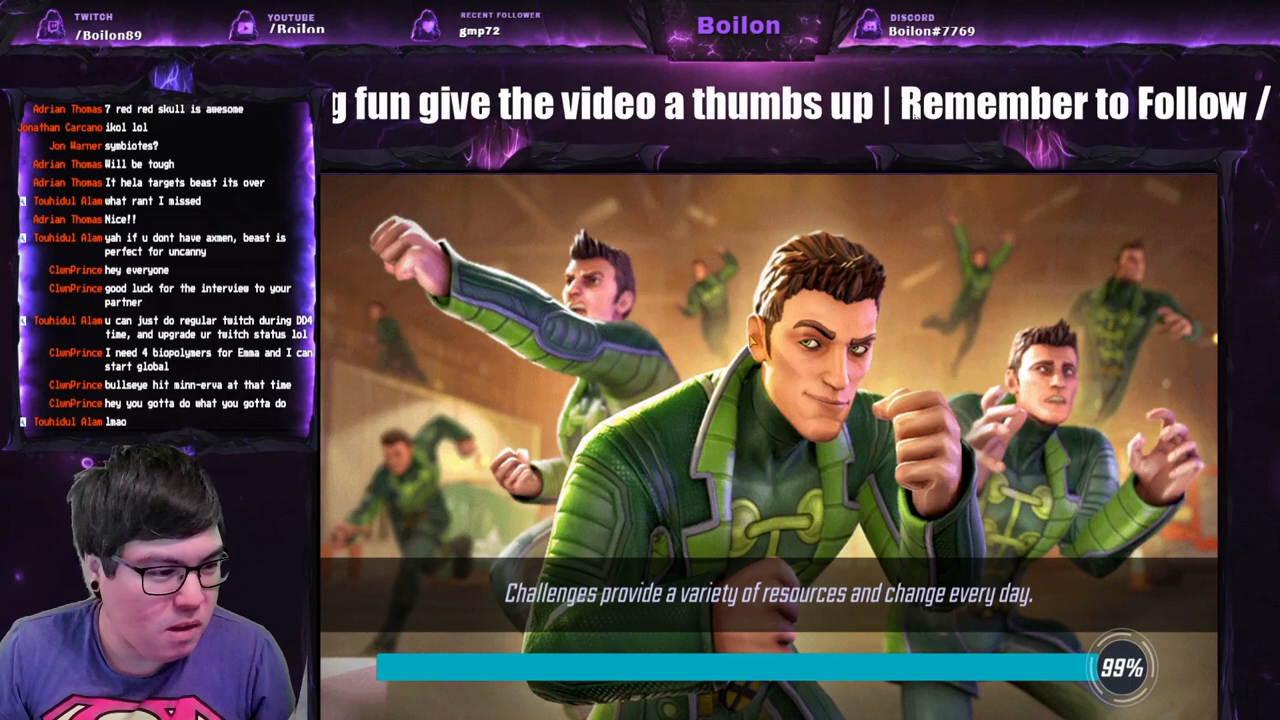 TWITCH
/Boilon89
YOUTUBE
/Boilon
RECENT FOLLOWER
gmp72
Boilon
DISCORD
Boilon#7769
g fun give the video a thumbs up | Remember to Follow /
Adrian Thomas 7 red red skull is awesome
Jonathan Carcano ikol lol
Jon Warner symbiotes?
Adrian Thomas Will be tough
Adrian Thomas It hela targets beast its over
Touhidul Alam what rant I missed
Adrian Thomas Nice!!
Touhidul Alam yah if u dont have axmen, beast is
perfect for uncanny
ClwnPrince hey everyone
ClwnPrince good luck for the interview to your
partner
Touhidul Alam u can just do regular twitch during DD4
time, and upgrade ur twitch status lol
ClwnPrince I need 4 biopolymers for Emma and I can
start global
ClwnPrince bullseye hit minn-erva at that time
ClwnPrince hey you gotta do what you gotta do
Touhidul Alam lmao
Challenges provide a variety of resources and change every day.
99%